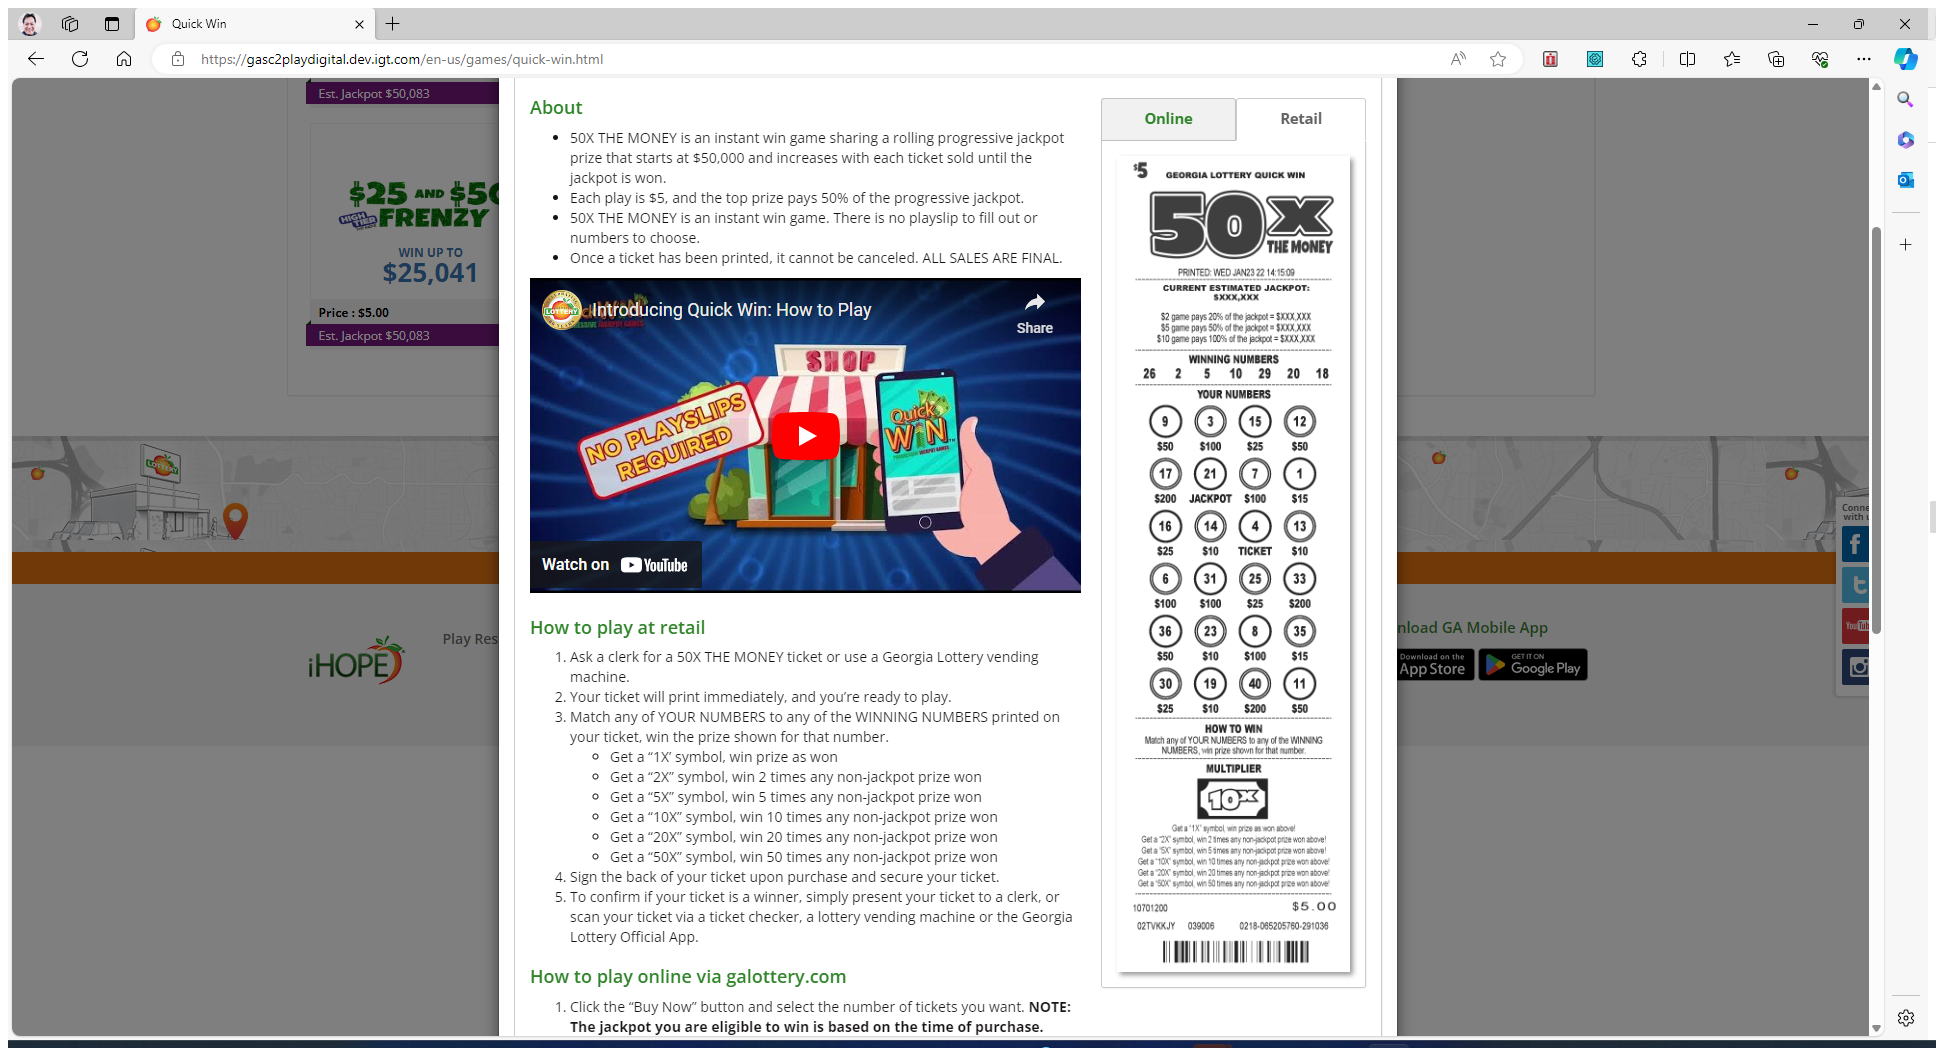 Quick Win
https://gasc2playdigital.dev.igt.com/en-us/games/quick-win.html
Est. Jackpot $50,083
$25 AND $50
HIGH TIER
FRENZY
WIN UP TO
$25,041
Price : $5.00
Est. Jackpot $50,083
LOTTERY
iHOPE
Play Res
About
• 50X THE MONEY is an instant win game sharing a rolling progressive jackpot
prize that starts at $50,000 and increases with each ticket sold until the
jackpot is won.
• Each play is $5, and the top prize pays 50% of the progressive jackpot.
• 50X THE MONEY is an instant win game. There is no playslip to fill out or
numbers to choose.
• Once a ticket has been printed, it cannot be canceled. ALL SALES ARE FINAL.
LOTTERY
Introducing Quick Win: How to Play
Share
SHOP
NO PLAYSLIPS
REQUIRED
Quick
WIN
Watch on YouTube
How to play at retail
1. Ask a clerk for a 50X THE MONEY ticket or use a Georgia Lottery vending
machine.
2. Your ticket will print immediately, and you’re ready to play.
3. Match any of YOUR NUMBERS to any of the WINNING NUMBERS printed on
your ticket, win the prize shown for that number.
◦ Get a “1X’ symbol, win prize as won
◦ Get a “2X” symbol, win 2 times any non-jackpot prize won
◦ Get a “5X” symbol, win 5 times any non-jackpot prize won
◦ Get a “10X” symbol, win 10 times any non-jackpot prize won
◦ Get a “20X” symbol, win 20 times any non-jackpot prize won
◦ Get a “50X” symbol, win 50 times any non-jackpot prize won
4. Sign the back of your ticket upon purchase and secure your ticket.
5. To confirm if your ticket is a winner, simply present your ticket to a clerk, or
scan your ticket via a ticket checker, a lottery vending machine or the Georgia
Lottery Official App.
How to play online via galottery.com
1. Click the “Buy Now” button and select the number of tickets you want. NOTE:
The jackpot you are eligible to win is based on the time of purchase.
Online Retail
$5
GEORGIA LOTTERY QUICK WIN
50X
THE MONEY
PRINTED: WED JAN23 22 14:15:09
CURRENT ESTIMATED JACKPOT:
$XXX,XXX
$2 game pays 20% of the jackpot = $XXX,XXX
$5 game pays 50% of the jackpot = $XXX,XXX
$10 game pays 100% of the jackpot = $XXX,XXX
WINNING NUMBERS
26 2 5 10 29 20 18
YOUR NUMBERS
9 3 15 12
$50 $100 $25 $50
17 21 7 1
$200 JACKPOT $100 $15
16 14 4 13
$25 $10 TICKET $10
6 31 25 33
$100 $100 $25 $200
36 23 8 35
$50 $10 $100 $15
30 19 40 11
$25 $10 $200 $50
HOW TO WIN
Match any of YOUR NUMBERS to any of the WINNING
NUMBERS, win prize shown for that number.
MULTIPLIER
10X
Get a "1X" symbol, win prize as won above!
Get a "2X" symbol, win 2 times any non-jackpot prize won above!
Get a "5X" symbol, win 5 times any non-jackpot prize won above!
Get a "10X" symbol, win 10 times any non-jackpot prize won above!
Get a "20X" symbol, win 20 times any non-jackpot prize won above!
Get a "50X" symbol, win 50 times any non-jackpot prize won above!
10701200 $5.00
02TVKKJY 039006 0218-065205760-291036
Conne
with u
You Tub
nload GA Mobile App
Download on the
App Store
GET IT ON
Google Play